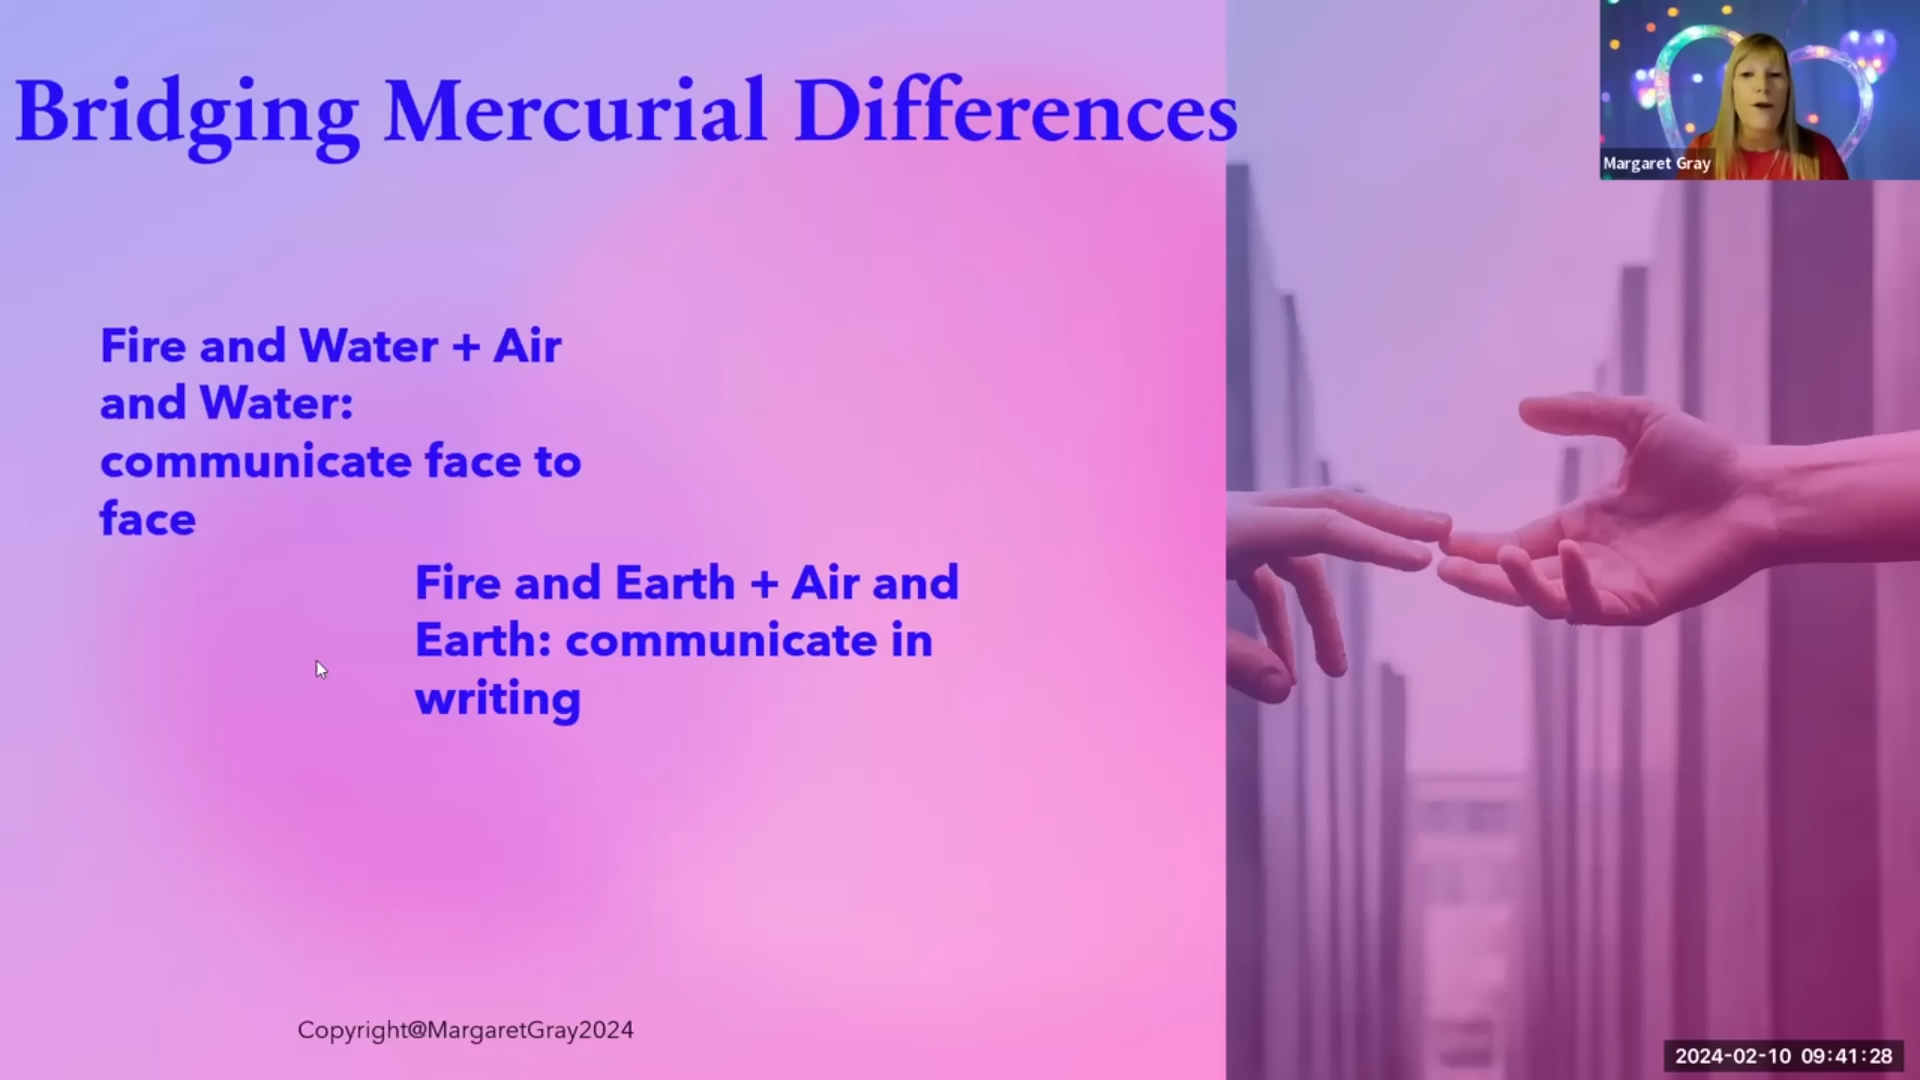 Bridging Mercurial Differences
Margaret Gray
Fire and Water + Air
and Water:
communicate face to
face
Fire and Earth + Air and
Earth: communicate in
writing
Copyright@MargaretGray2024
2024-02-10 09:41:28